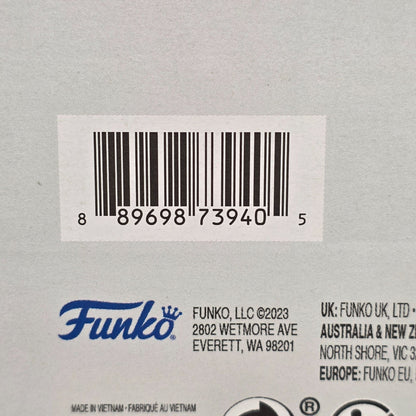 8 89698 73940 5
Funko®
FUNKO, LLC ©2023
2802 WETMORE AVE
EVERETT, WA 98201
UK: FUNKO UK, LTD •
AUSTRALIA & NEW
NORTH SHORE, VIC
EUROPE: FUNKO EU,
®
MADE IN VIETNAM • FABRIQUÉ AU VIETNAM